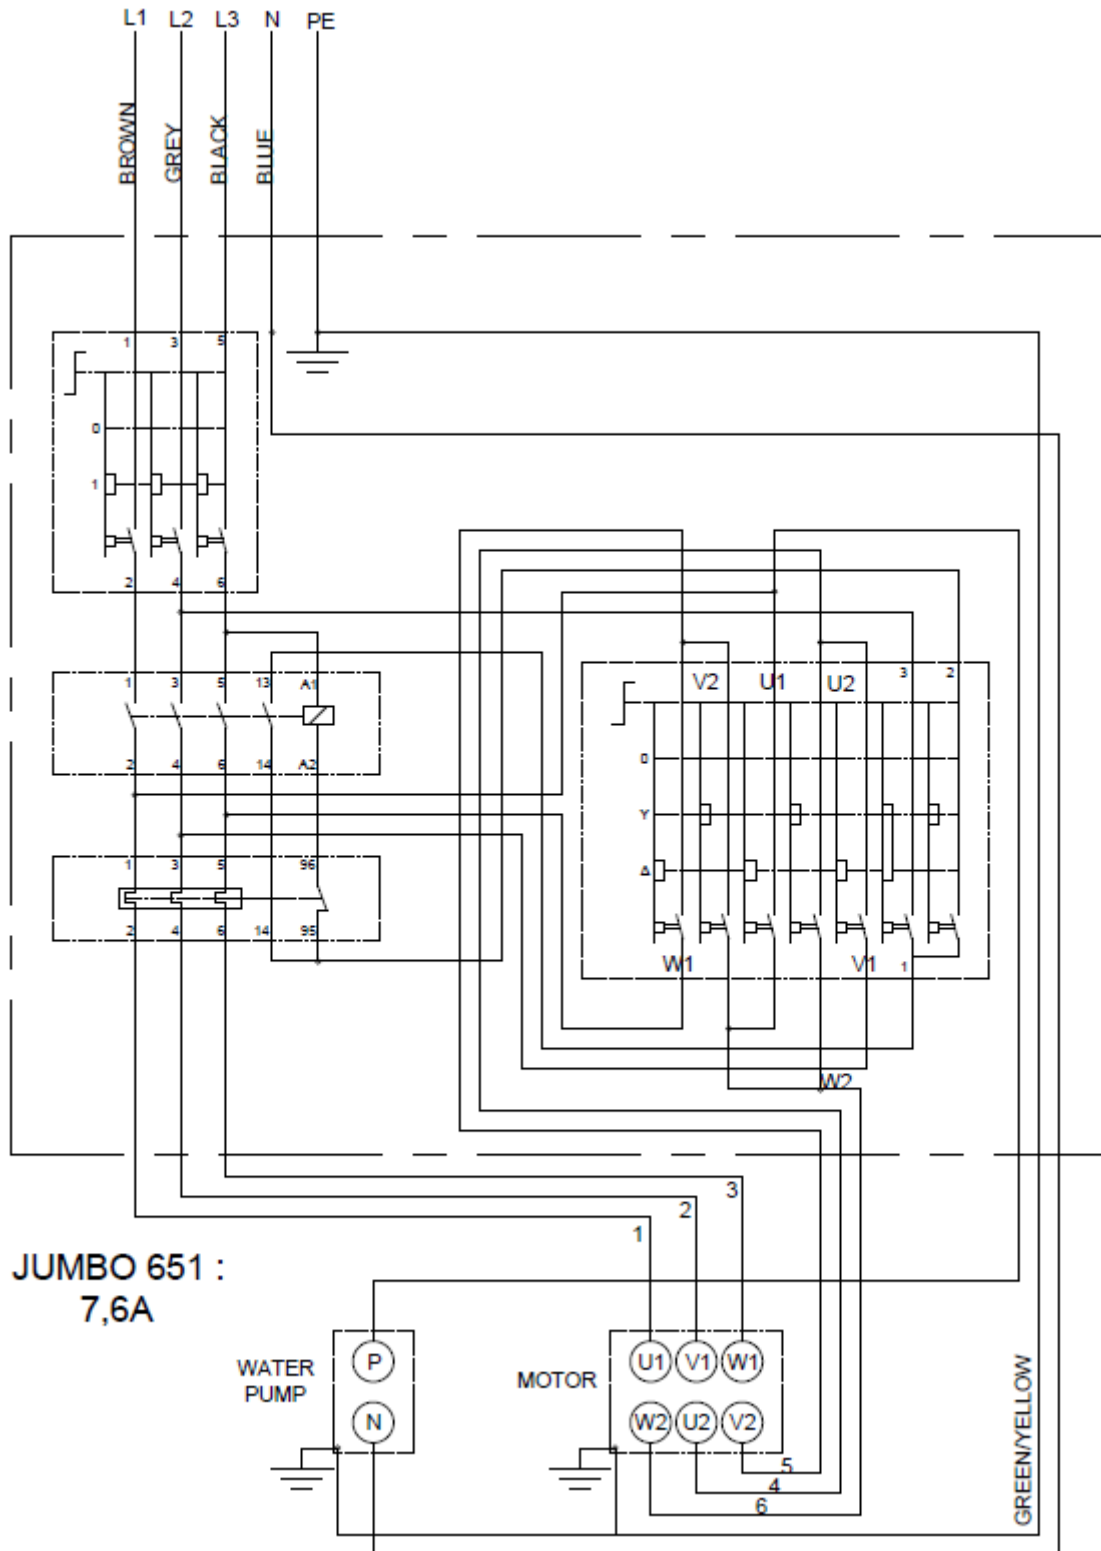 L1 L2 L3 N PE
BROWN
GREY
BLACK
BLUE
1 3 5
0
1
2 4 6
1 3 5 13 A1
2 4 6 14 A2
1 3 5 96
2 4 6 14 95
V2 U1 U2 3 2
0
Y
Δ
W1 V1 1
W2
1
2
3
JUMBO 651 :
7,6A
WATER
PUMP
P
N
MOTOR
U1 V1 W1
W2 U2 V2
5
4
6
GREEN/YELLOW